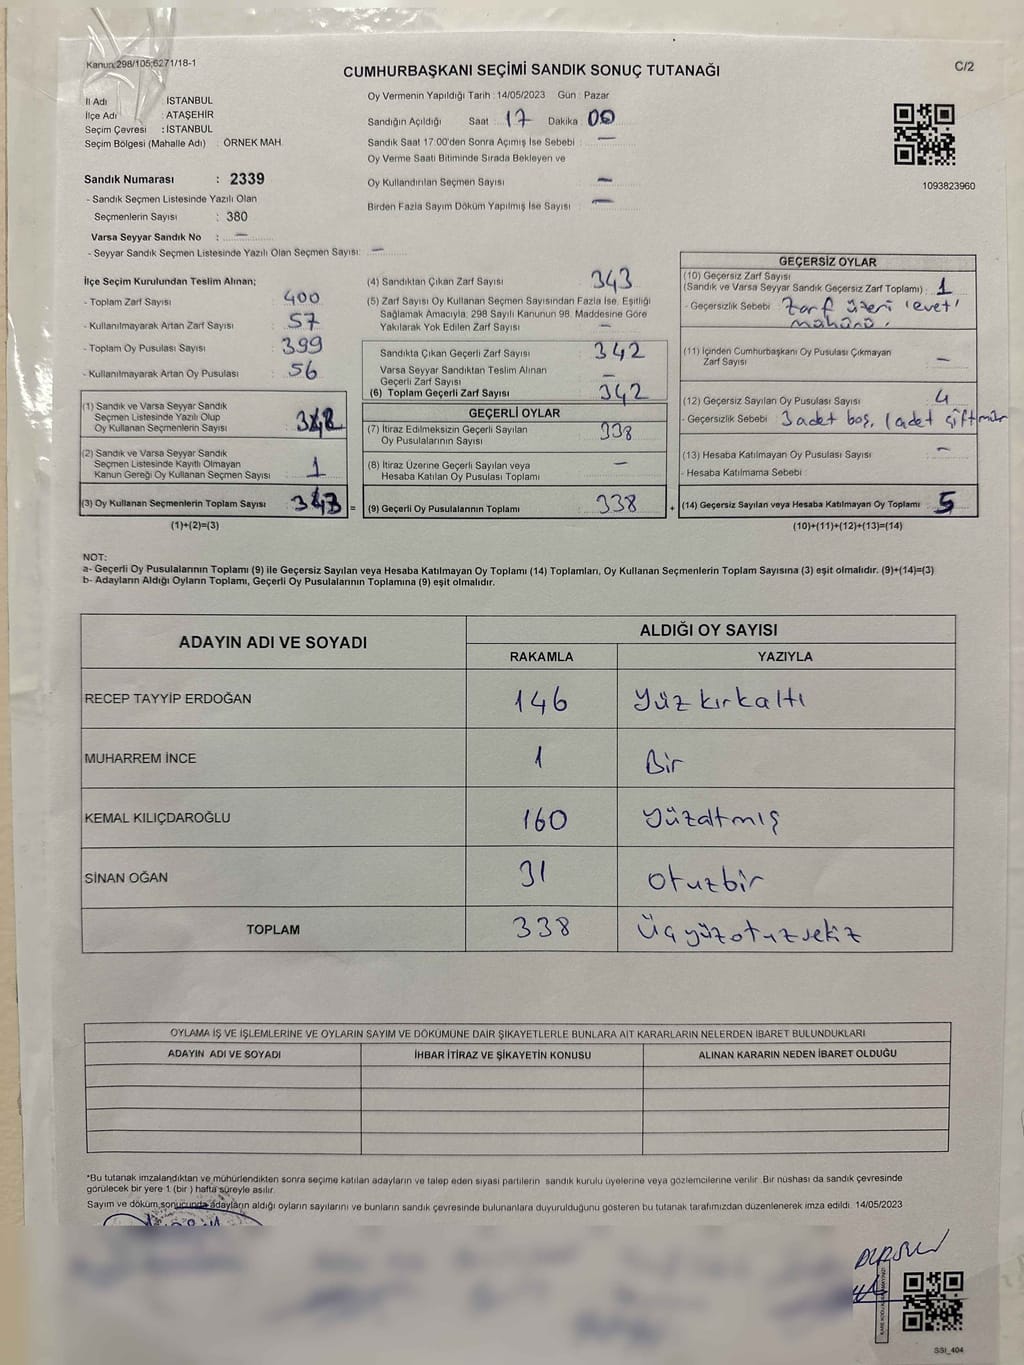 Kanun:298/105;6271/18-1
C/2
CUMHURBAŞKANI SEÇİMİ SANDIK SONUÇ TUTANAĞI
İl Adı : İSTANBUL
İlçe Adı : ATAŞEHİR
Seçim Çevresi : İSTANBUL
Seçim Bölgesi (Mahalle Adı) : ÖRNEK MAH.
Oy Vermenin Yapıldığı Tarih : 14/05/2023 Gün : Pazar
Sandığın Açıldığı Saat : 17 Dakika : 00
Sandık Saat 17:00'den Sonra Açımış İse Sebebi : —
Oy Verme Saati Bitiminde Sırada Bekleyen ve
Oy Kullandırılan Seçmen Sayısı : —
Birden Fazla Sayım Döküm Yapılmış İse Sayısı : —
1093823960
Sandık Numarası : 2339
- Sandık Seçmen Listesinde Yazılı Olan
Seçmenlerin Sayısı : 380
Varsa Seyyar Sandık No : —
- Seyyar Sandık Seçmen Listesinde Yazılı Olan Seçmen Sayısı: —
İlçe Seçim Kurulundan Teslim Alınan;
- Toplam Zarf Sayısı : 400
- Kullanılmayarak Artan Zarf Sayısı : 57
- Toplam Oy Pusulası Sayısı : 399
- Kullanılmayarak Artan Oy Pusulası : 56
(1) Sandık ve Varsa Seyyar Sandık
Seçmen Listesinde Yazılı Olup
Oy Kullanan Seçmenlerin Sayısı : 342
(2) Sandık ve Varsa Seyyar Sandık
Seçmen Listesinde Kayıtlı Olmayan
Kanun Gereği Oy Kullanan Seçmen Sayısı : 1
(3) Oy Kullanan Seçmenlerin Toplam Sayısı : 343
(1)+(2)=(3)
(4) Sandıktan Çıkan Zarf Sayısı : 343
(5) Zarf Sayısı Oy Kullanan Seçmen Sayısından Fazla İse, Eşitliği
Sağlamak Amacıyla, 298 Sayılı Kanunun 98. Maddesine Göre
Yakılarak Yok Edilen Zarf Sayısı : —
Sandıkta Çıkan Geçerli Zarf Sayısı : 342
Varsa Seyyar Sandıktan Teslim Alınan
Geçerli Zarf Sayısı : —
(6) Toplam Geçerli Zarf Sayısı : 342
GEÇERLİ OYLAR
(7) İtiraz Edilmeksizin Geçerli Sayılan
Oy Pusulalarının Sayısı : 338
(8) İtiraz Üzerine Geçerli Sayılan veya
Hesaba Katılan Oy Pusulası Toplamı : —
= (9) Geçerli Oy Pusulalarının Toplamı : 338 +
GEÇERSİZ OYLAR
(10) Geçersiz Zarf Sayısı
(Sandık ve Varsa Seyyar Sandık Geçersiz Zarf Toplamı) : 1
- Geçersizlik Sebebi : Zarf üzeri 'evet'
mührü.
(11) İçinden Cumhurbaşkanı Oy Pusulası Çıkmayan
Zarf Sayısı : —
(12) Geçersiz Sayılan Oy Pusulası Sayısı : 4
- Geçersizlik Sebebi : 3 adet boş, 1 adet çift mühür
(13) Hesaba Katılmayan Oy Pusulası Sayısı : —
- Hesaba Katılmama Sebebi :
(14) Geçersiz Sayılan veya Hesaba Katılmayan Oy Toplamı : 5
(10)+(11)+(12)+(13)=(14)
NOT:
a- Geçerli Oy Pusulalarının Toplamı (9) ile Geçersiz Sayılan veya Hesaba Katılmayan Oy Toplamı (14) Toplamları, Oy Kullanan Seçmenlerin Toplam Sayısına (3) eşit olmalıdır. (9)+(14)=(3)
b- Adayların Aldığı Oyların Toplamı, Geçerli Oy Pusulalarının Toplamına (9) eşit olmalıdır.
ADAYIN ADI VE SOYADI
ALDIĞI OY SAYISI
RAKAMLA YAZIYLA
RECEP TAYYİP ERDOĞAN 146 Yüz kırkaltı
MUHARREM İNCE 1 Bir
KEMAL KILIÇDAROĞLU 160 Yüzaltmış
SİNAN OĞAN 31 Otuzbir
TOPLAM 338 Üçyüzotuzsekiz
OYLAMA İŞ VE İŞLEMLERİNE VE OYLARIN SAYIM VE DÖKÜMÜNE DAİR ŞİKAYETLERLE BUNLARA AİT KARARLARIN NELERDEN İBARET BULUNDUKLARI
ADAYIN ADI VE SOYADI İHBAR İTİRAZ VE ŞİKAYETİN KONUSU ALINAN KARARIN NEDEN İBARET OLDUĞU
*Bu tutanak imzalandıktan ve mühürlendikten sonra seçime katılan adayların ve talep eden siyasi partilerin sandık kurulu üyelerine veya gözlemcilerine verilir. Bir nüshası da sandık çevresinde
görülecek bir yere 1 (bir ) hafta süreyle asılır.
Sayım ve döküm sonucunda adayların aldığı oyların sayılarını ve bunların sandık çevresinde bulunanlara duyurulduğunu gösteren bu tutanak tarafımızdan düzenlenerek imza edildi. 14/05/2023
SSI_404